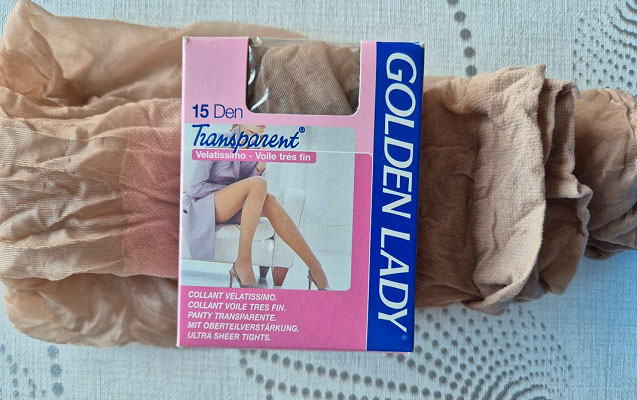 15 Den
Transparent®
Velatissimo - Voile trés fin
GOLDEN LADY®
COLLANT VELATISSIMO.
COLLANT VOILE TRES FIN.
PANTY TRANSPARENTE.
MIT OBERTEILVERSTÄRKUNG.
ULTRA SHEER TIGHTS.